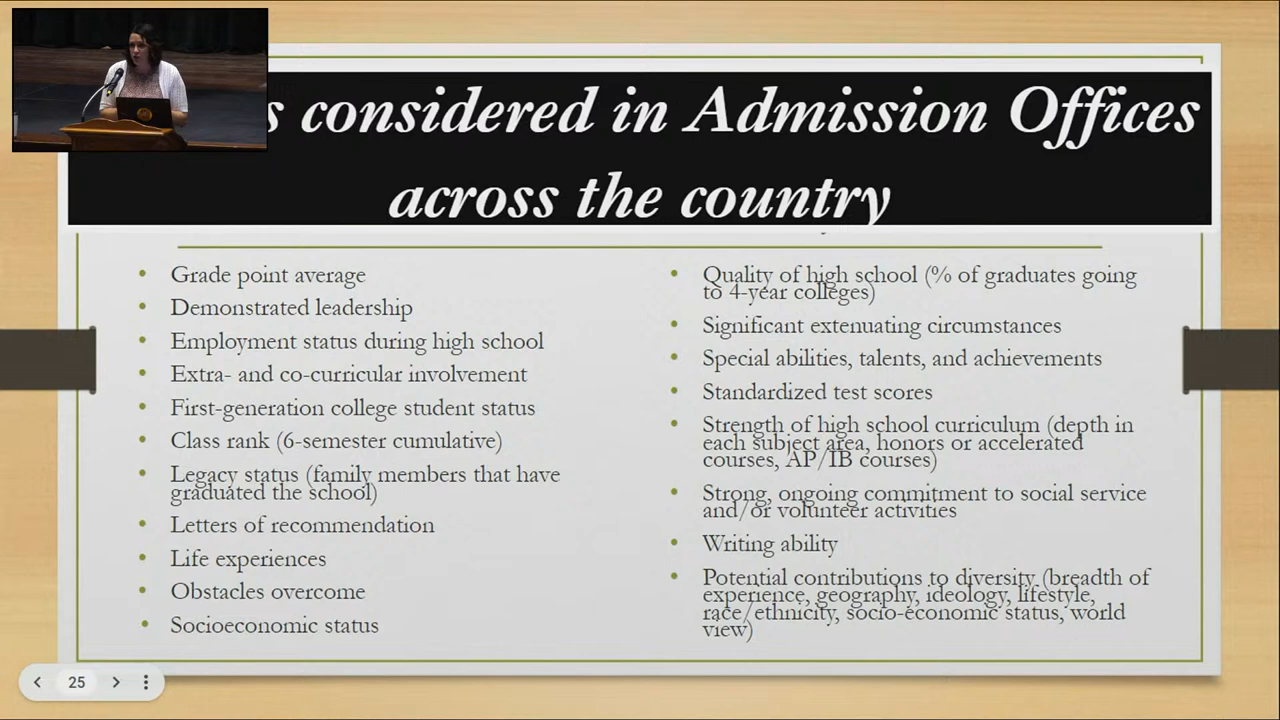 s considered in Admission Offices
across the country
• Grade point average
• Demonstrated leadership
• Employment status during high school
• Extra- and co-curricular involvement
• First-generation college student status
• Class rank (6-semester cumulative)
• Legacy status (family members that have
graduated the school)
• Letters of recommendation
• Life experiences
• Obstacles overcome
• Socioeconomic status
• Quality of high school (% of graduates going
to 4-year colleges)
• Significant extenuating circumstances
• Special abilities, talents, and achievements
• Standardized test scores
• Strength of high school curriculum (depth in
each subject area, honors or accelerated
courses, AP/IB courses)
• Strong, ongoing commitment to social service
and/or volunteer activities
• Writing ability
• Potential contributions to diversity (breadth of
experience, geography, ideology, lifestyle,
race/ethnicity, socio-economic status, world
view)
25